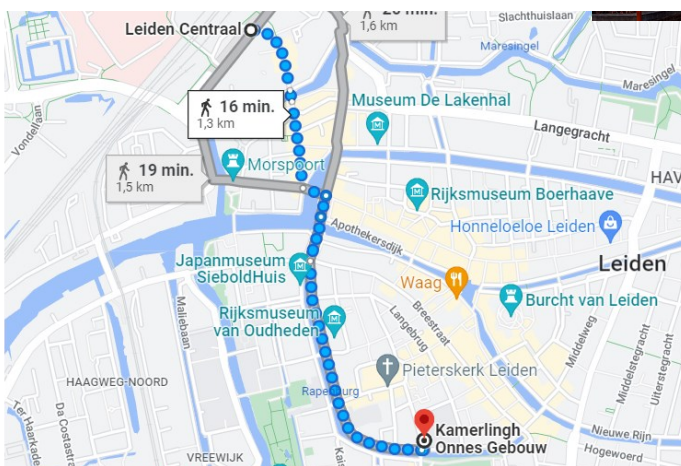 Leiden Centraal
1,6 km
Slachthuislaan
Maresingel
Maresingel
Vondellaan
16 min.
1,3 km
Museum De Lakenhal
Langegracht
19 min.
1,5 km
Morspoort
Rijksmuseum Boerhaave
HAV
Apothekersdijk
Honneloeloe Leiden
Japanmuseum
SieboldHuis
Waag
Leiden
Maliebaan
Rijksmuseum
van Oudheden
Burcht van Leiden
Breestraat
Langebrug
Middelweg
Middelstegracht
Uiterstegracht
Pieterskerk Leiden
HAAGWEG-NOORD
Rapenburg
Ter Haarkade
Da Costastra
Kais
Kamerlingh
Onnes Gebouw
Nieuwe Rijn
Hogewoerd
VREEWIJK